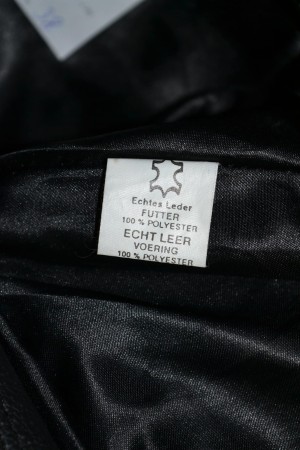 Echtes Leder
FUTTER
100 % POLYESTER
ECHT LEER
VOERING
100 % POLYESTER